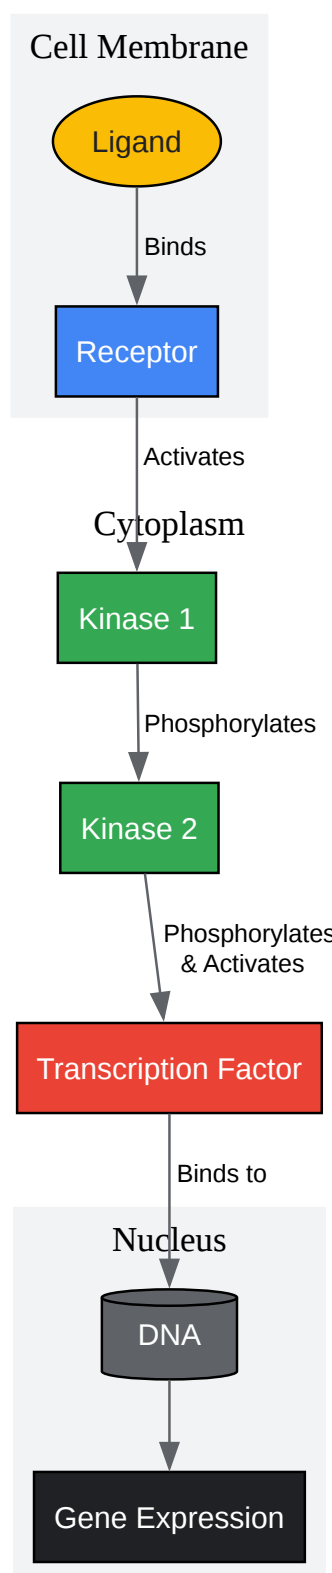 Cell Membrane
Ligand
Binds
Receptor
Activates
Cytoplasm
Kinase 1
Phosphorylates
Kinase 2
Phosphorylates
& Activates
Transcription Factor
Binds to
Nucleus
DNA
Gene Expression